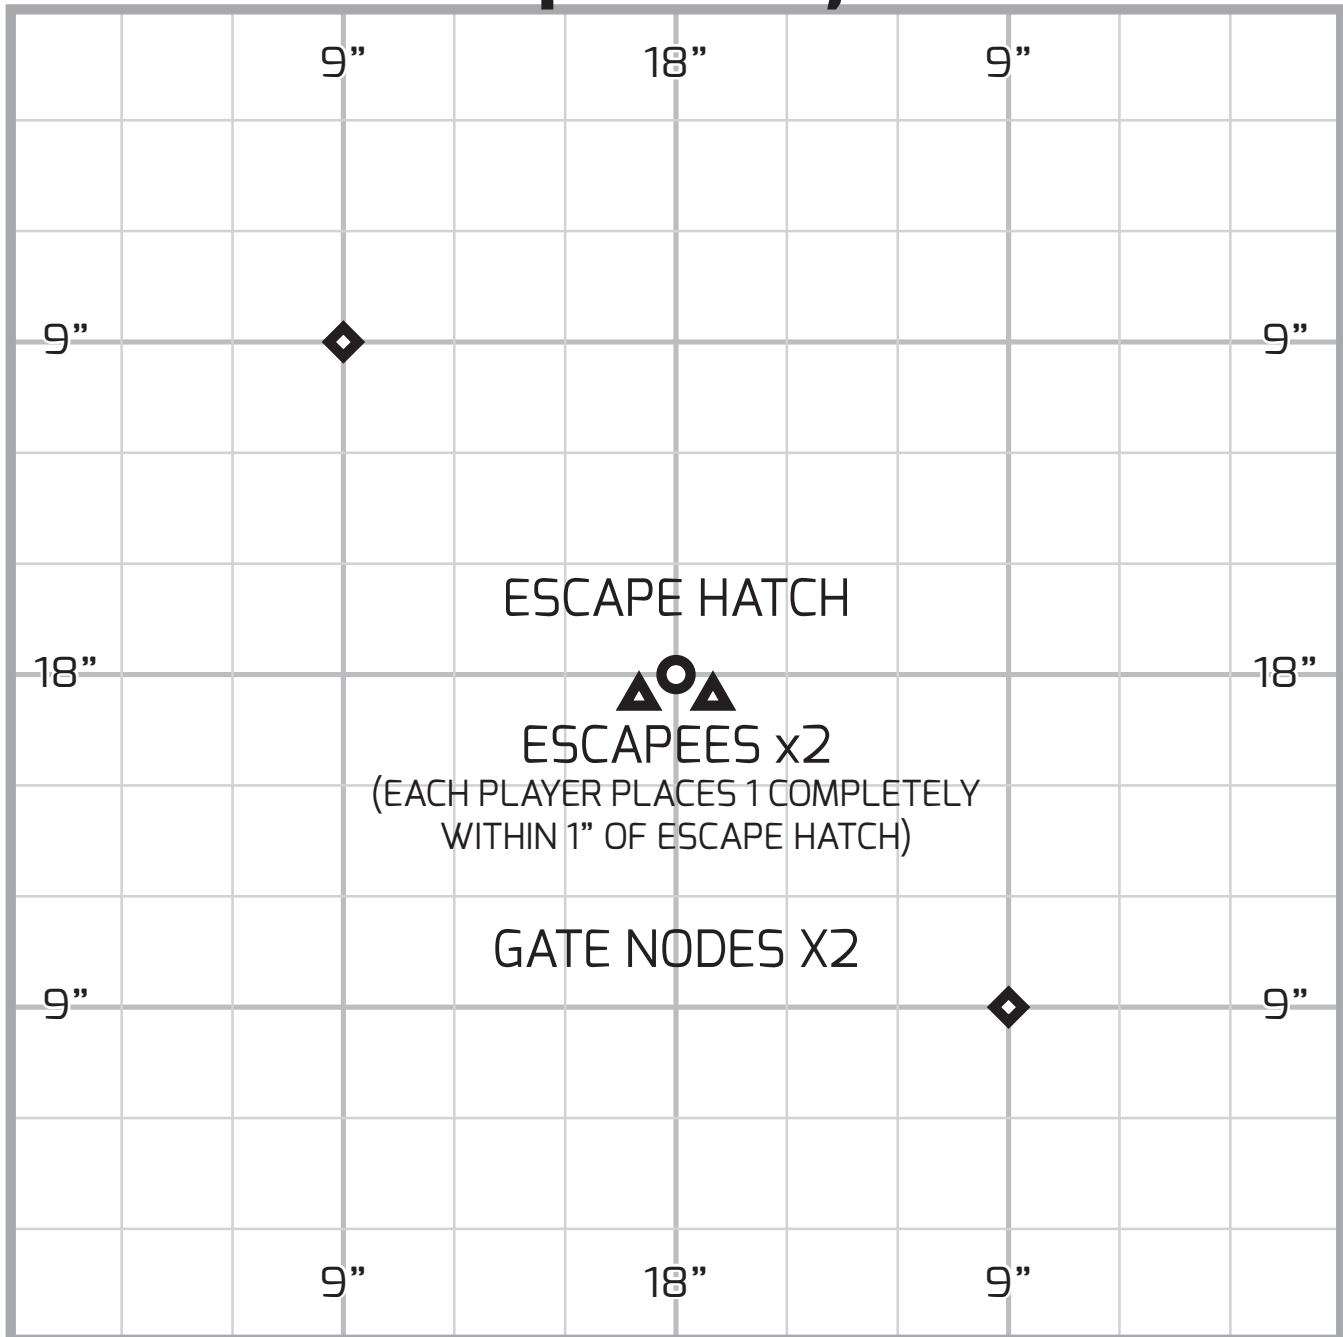 9” 18” 9”
9” 9”
ESCAPE HATCH
18” 18”
ESCAPEES x2
(EACH PLAYER PLACES 1 COMPLETELY
WITHIN 1” OF ESCAPE HATCH)
GATE NODES X2
9” 9”
9” 18” 9”